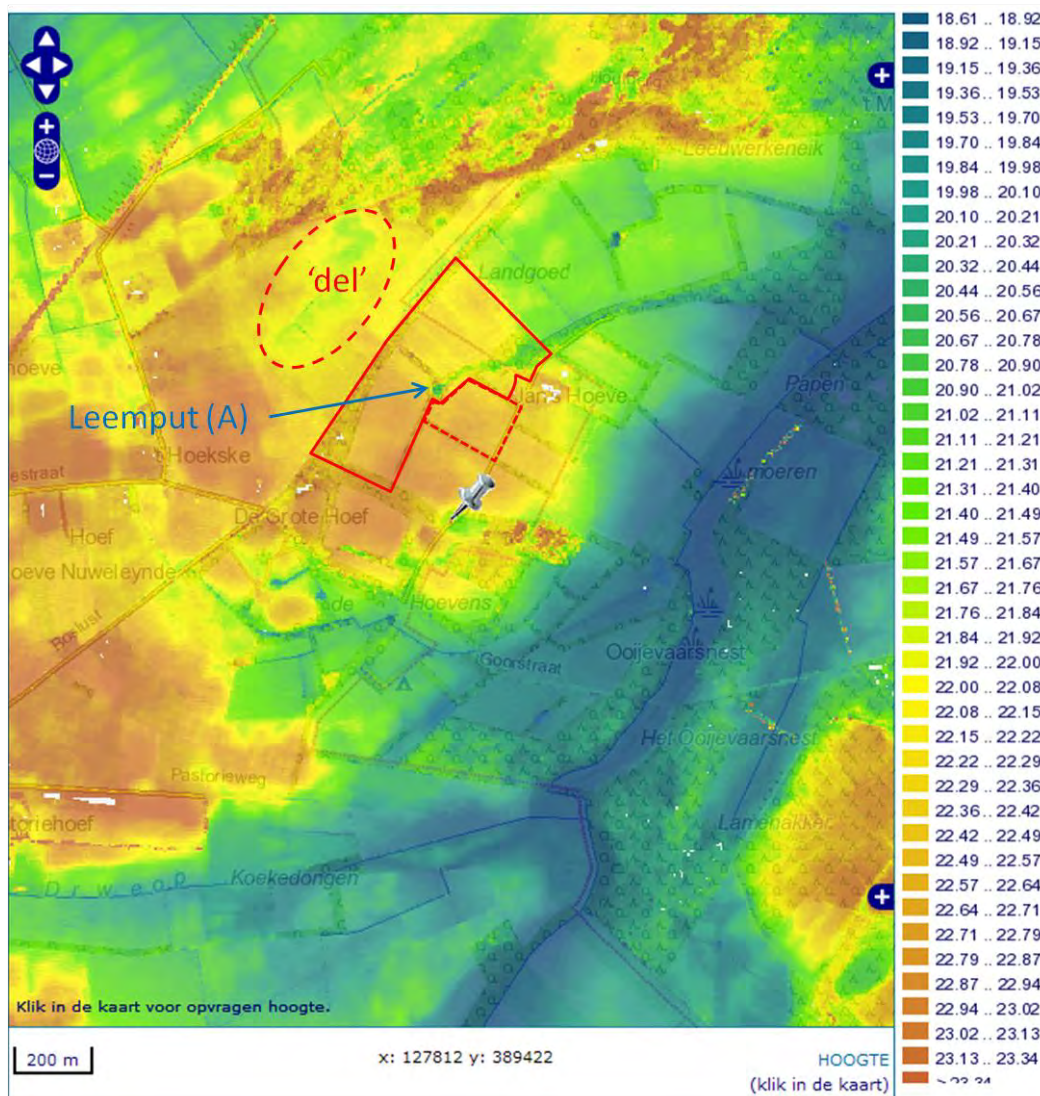 't M
Leeuwerkeneik
Landgoed
'del'
Leemput (A)
Jan's Hoeve
Papen
moeren
hoeve
't Hoekske
estraat
De Grote Hoef
Hoef
oeve Nuweleynde
de Hoevens
Boslust
Goorstraat
Ooijevaarsnest
Het Ooijevaarsnest
Pastorieweg
toriehoef
Lamenakker
Koekedongen
Klik in de kaart voor opvragen hoogte.
200 m
x: 127812 y: 389422
HOOGTE
(klik in de kaart)
18.61 .. 18.92
18.92 .. 19.15
19.15 .. 19.36
19.36 .. 19.53
19.53 .. 19.70
19.70 .. 19.84
19.84 .. 19.98
19.98 .. 20.10
20.10 .. 20.21
20.21 .. 20.32
20.32 .. 20.44
20.44 .. 20.56
20.56 .. 20.67
20.67 .. 20.78
20.78 .. 20.90
20.90 .. 21.02
21.02 .. 21.11
21.11 .. 21.21
21.21 .. 21.31
21.31 .. 21.40
21.40 .. 21.49
21.49 .. 21.57
21.57 .. 21.67
21.67 .. 21.76
21.76 .. 21.84
21.84 .. 21.92
21.92 .. 22.00
22.00 .. 22.08
22.08 .. 22.15
22.15 .. 22.22
22.22 .. 22.29
22.29 .. 22.36
22.36 .. 22.42
22.42 .. 22.49
22.49 .. 22.57
22.57 .. 22.64
22.64 .. 22.71
22.71 .. 22.79
22.79 .. 22.87
22.87 .. 22.94
22.94 .. 23.02
23.02 .. 23.13
23.13 .. 23.34
> 23.34